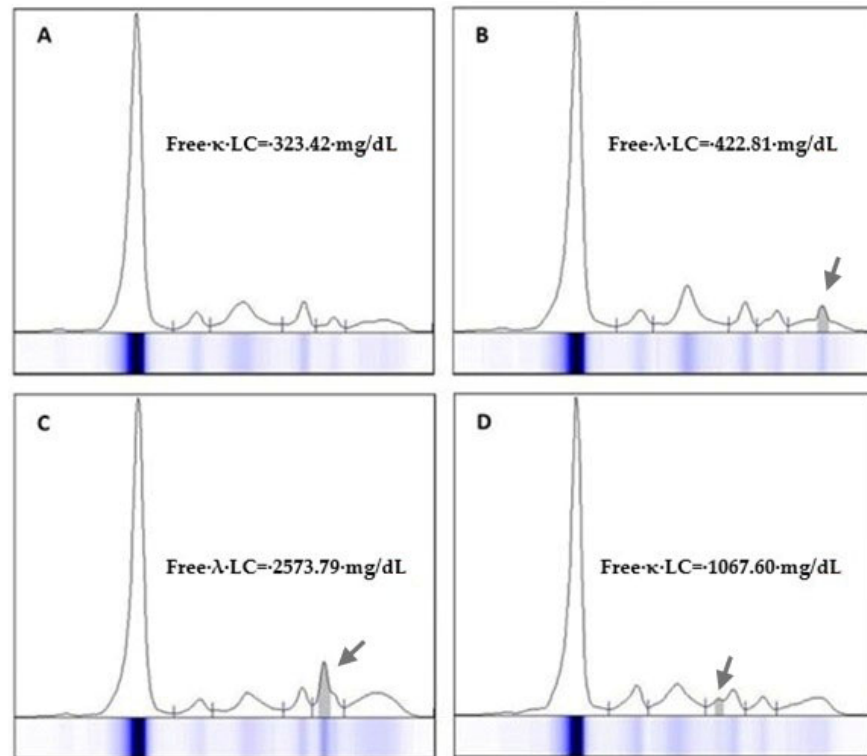 A
Free·κ·LC=·323.42·mg/dL
B
Free·λ·LC=·422.81·mg/dL
C
Free·λ·LC=·2573.79·mg/dL
D
Free·κ·LC=·1067.60·mg/dL